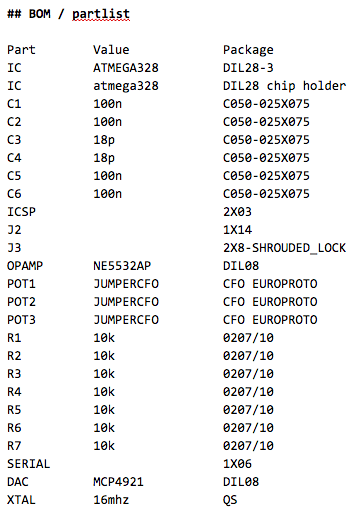 ## BOM / partlist
Part Value Package
IC ATMEGA328 DIL28-3
IC atmega328 DIL28 chip holder
C1 100n C050-025X075
C2 100n C050-025X075
C3 18p C050-025X075
C4 18p C050-025X075
C5 100n C050-025X075
C6 100n C050-025X075
ICSP 2X03
J2 1X14
J3 2X8-SHROUDED_LOCK
OPAMP NE5532AP DIL08
POT1 JUMPERCFO CFO EUROPROTO
POT2 JUMPERCFO CFO EUROPROTO
POT3 JUMPERCFO CFO EUROPROTO
R1 10k 0207/10
R2 10k 0207/10
R3 10k 0207/10
R4 10k 0207/10
R5 10k 0207/10
R6 10k 0207/10
R7 10k 0207/10
SERIAL 1X06
DAC MCP4921 DIL08
XTAL 16mhz QS